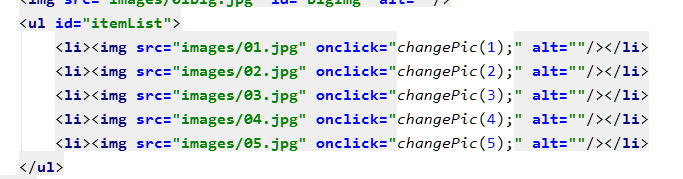 <img src="images/01big.jpg" id="bigimg" alt=""/>
<ul id="itemList">
<li><img src="images/01.jpg" onclick="changePic(1);" alt=""/></li>
<li><img src="images/02.jpg" onclick="changePic(2);" alt=""/></li>
<li><img src="images/03.jpg" onclick="changePic(3);" alt=""/></li>
<li><img src="images/04.jpg" onclick="changePic(4);" alt=""/></li>
<li><img src="images/05.jpg" onclick="changePic(5);" alt=""/></li>
</ul>